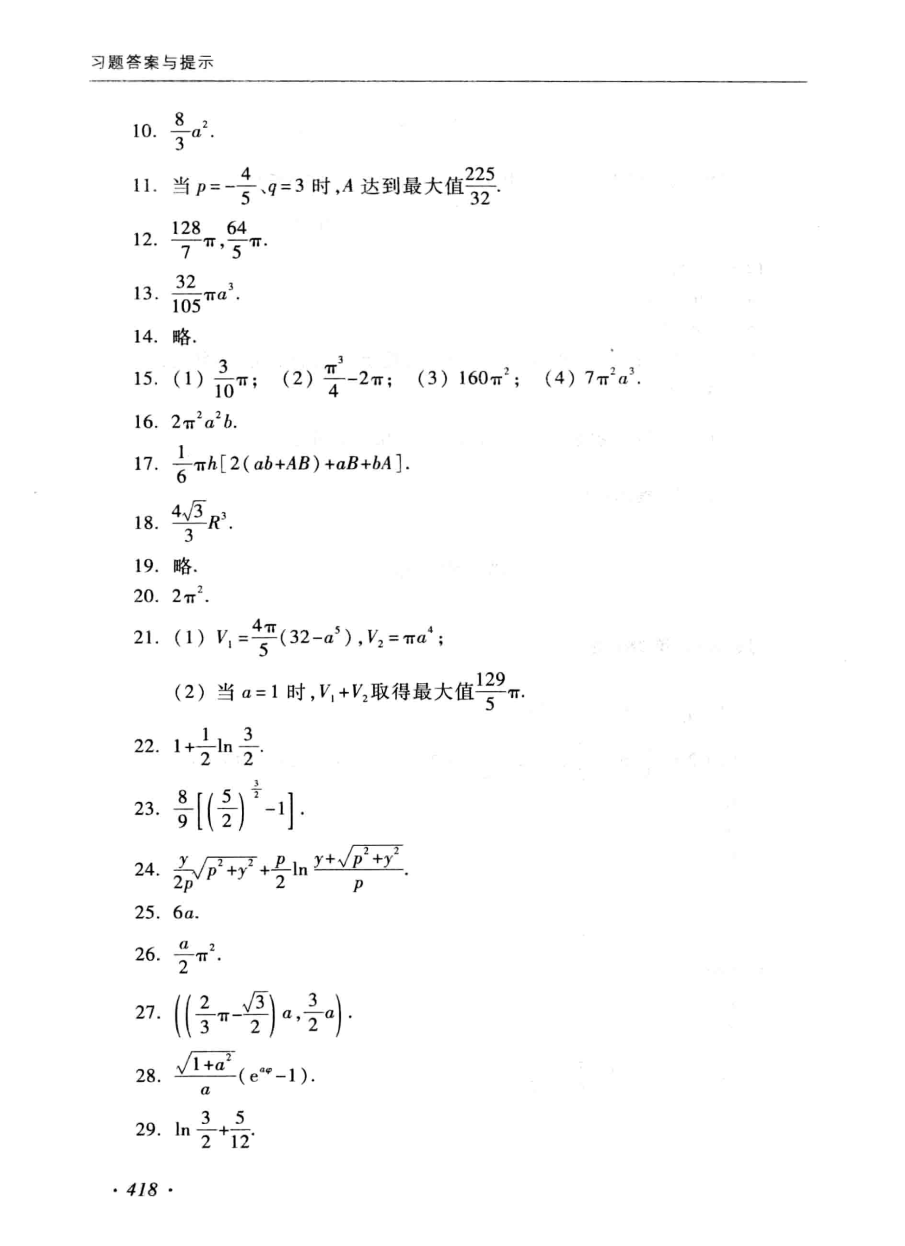 习题答案与提示
10. $\frac{8}{3}a^2$.
11. 当 $p=-\frac{4}{5}$、$q=3$ 时,$A$ 达到最大值$\frac{225}{32}$.
12. $\frac{128}{7}\pi,\frac{64}{5}\pi$.
13. $\frac{32}{105}\pi a^3$.
14. 略.
15. (1) $\frac{3}{10}\pi$; (2) $\frac{\pi^3}{4}-2\pi$; (3) $160\pi^2$; (4) $7\pi^2a^3$.
16. $2\pi^2a^2b$.
17. $\frac{1}{6}\pi h[2(ab+AB)+aB+bA]$.
18. $\frac{4\sqrt{3}}{3}R^3$.
19. 略.
20. $2\pi^2$.
21. (1) $V_1=\frac{4\pi}{5}(32-a^5),V_2=\pi a^4$;
(2) 当 $a=1$ 时,$V_1+V_2$取得最大值$\frac{129}{5}\pi$.
22. $1+\frac{1}{2}\ln\frac{3}{2}$.
23. $\frac{8}{9}\left[\left(\frac{5}{2}\right)^{\frac{3}{2}}-1\right]$.
24. $\frac{y}{2p}\sqrt{p^2+y^2}+\frac{p}{2}\ln\frac{y+\sqrt{p^2+y^2}}{p}$.
25. $6a$.
26. $\frac{a}{2}\pi^2$.
27. $\left(\left(\frac{2}{3}\pi-\frac{\sqrt{3}}{2}\right)a,\frac{3}{2}a\right)$.
28. $\frac{\sqrt{1+a^2}}{a}(e^{a\varphi}-1)$.
29. $\ln\frac{3}{2}+\frac{5}{12}$.
· 418 ·